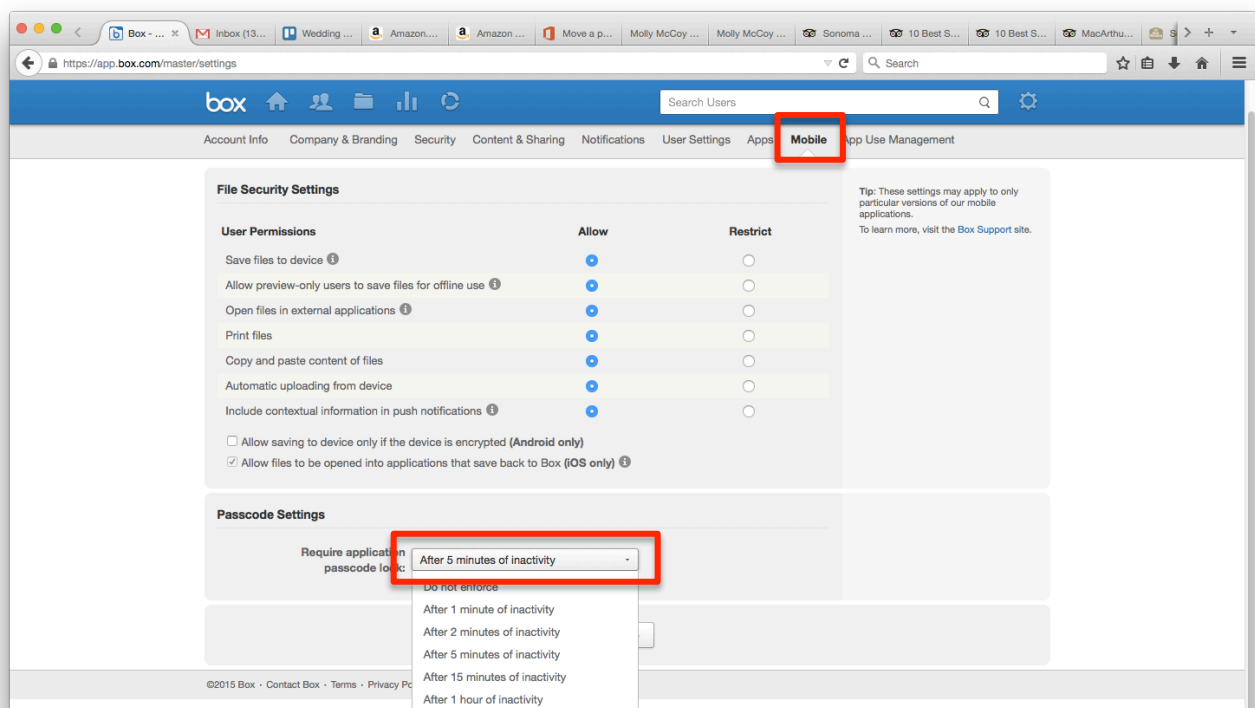 Box - ... × Inbox (13... Wedding ... Amazon.... Amazon ... Move a p... Molly McCoy ... Molly McCoy ... Sonoma ... 10 Best S... 10 Best S... MacArthu... S
https://app.box.com/master/settings Search
box Search Users
Account Info Company & Branding Security Content & Sharing Notifications User Settings Apps Mobile App Use Management
File Security Settings
Tip: These settings may apply to only
particular versions of our mobile
applications.
To learn more, visit the Box Support site.
User Permissions Allow Restrict
Save files to device
Allow preview-only users to save files for offline use
Open files in external applications
Print files
Copy and paste content of files
Automatic uploading from device
Include contextual information in push notifications
Allow saving to device only if the device is encrypted (Android only)
Allow files to be opened into applications that save back to Box (iOS only)
Passcode Settings
Require application
passcode lock:
After 5 minutes of inactivity
Do not enforce
After 1 minute of inactivity
After 2 minutes of inactivity
After 5 minutes of inactivity
After 15 minutes of inactivity
After 1 hour of inactivity
©2015 Box · Contact Box · Terms · Privacy Po